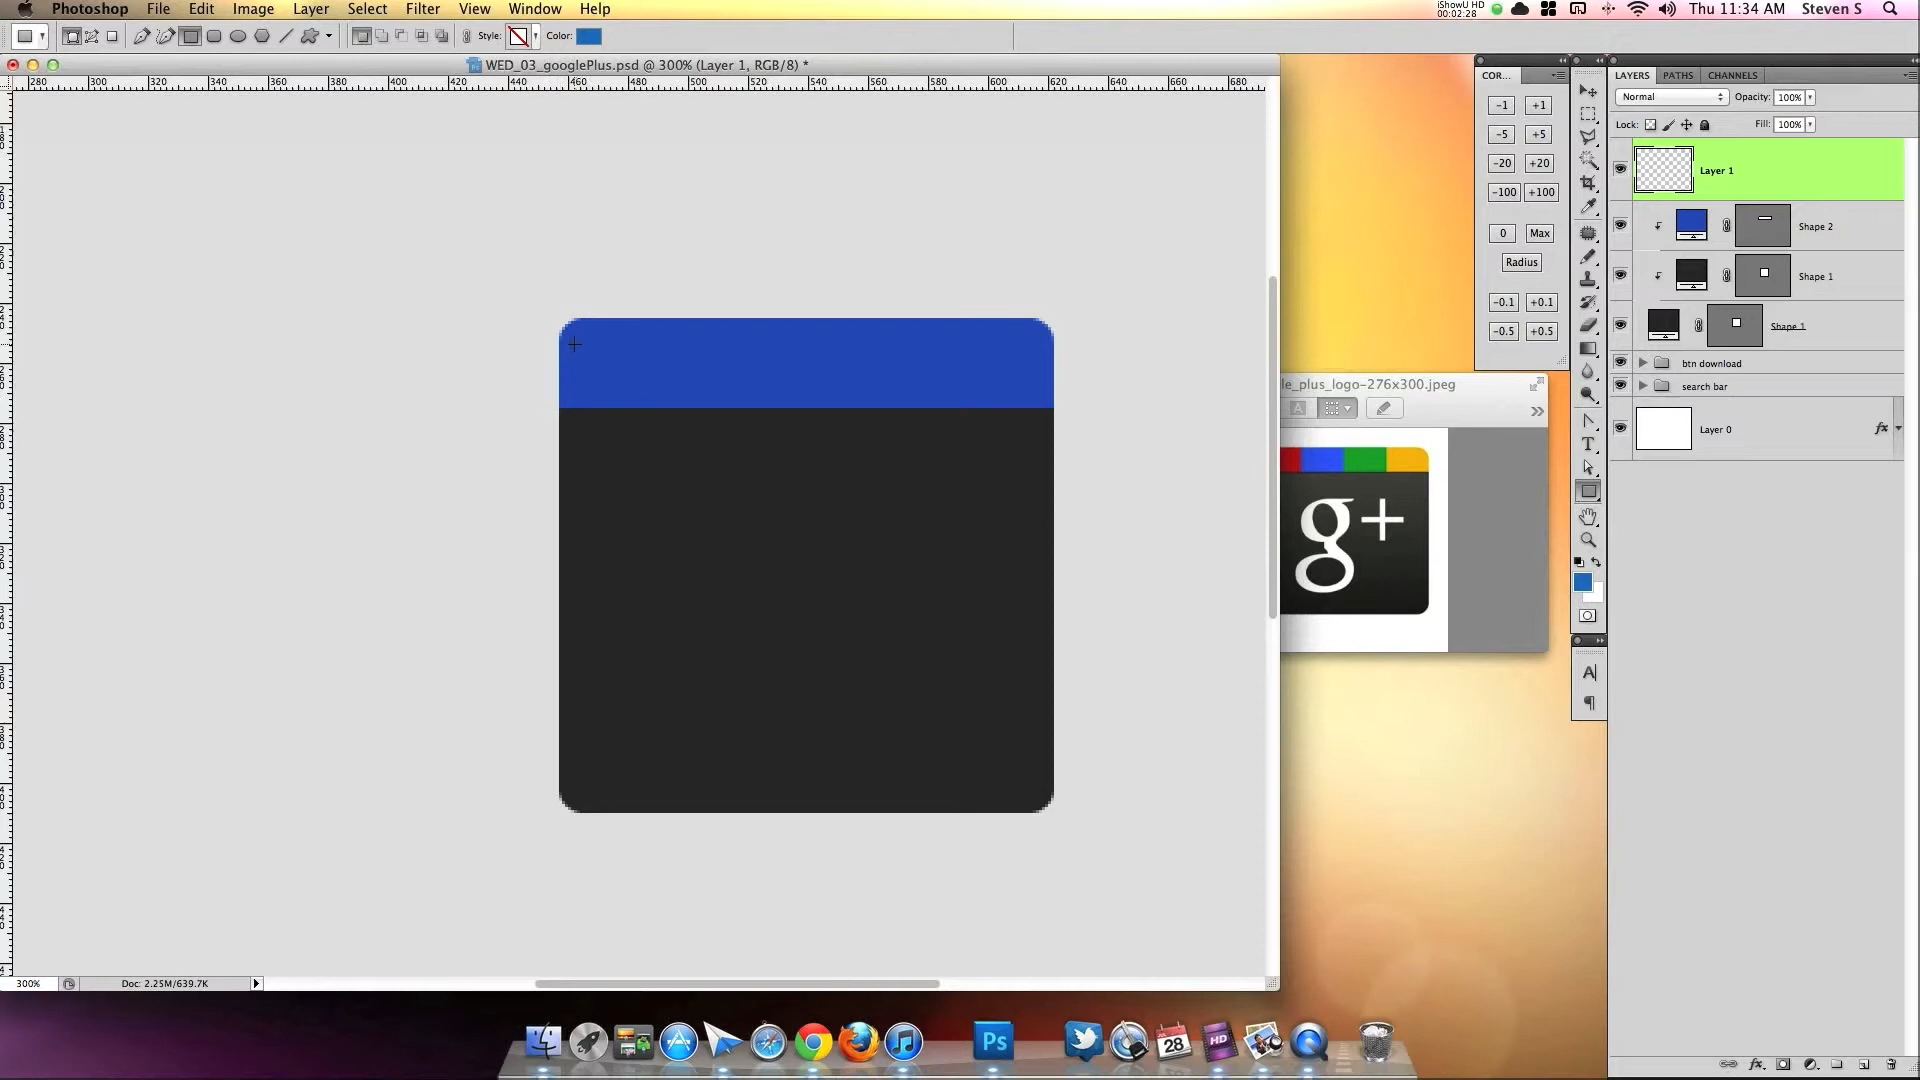 Photoshop File Edit Image Layer Select Filter View Window Help
iShowU HD
00:02:28
Thu 11:34 AM Steven S
Style: Color:
WED_03_googlePlus.psd @ 300% (Layer 1, RGB/8) *
280 300 320 340 360 380 400 420 440 460 480 500 520 540 560 580 600 620 640 660 680
COR...
-1 +1
-5 +5
-20 +20
-100 +100
0 Max
Radius
-0.1 +0.1
-0.5 +0.5
LAYERS PATHS CHANNELS
Normal Opacity: 100%
Lock: Fill: 100%
Layer 1
Shape 2
Shape 1
Shape 1
btn download
search bar
Layer 0 fx
le_plus_logo-276x300.jpeg
A
g+
T
A
300% Doc: 2.25M/639.7K
Ps
28
HD
fx